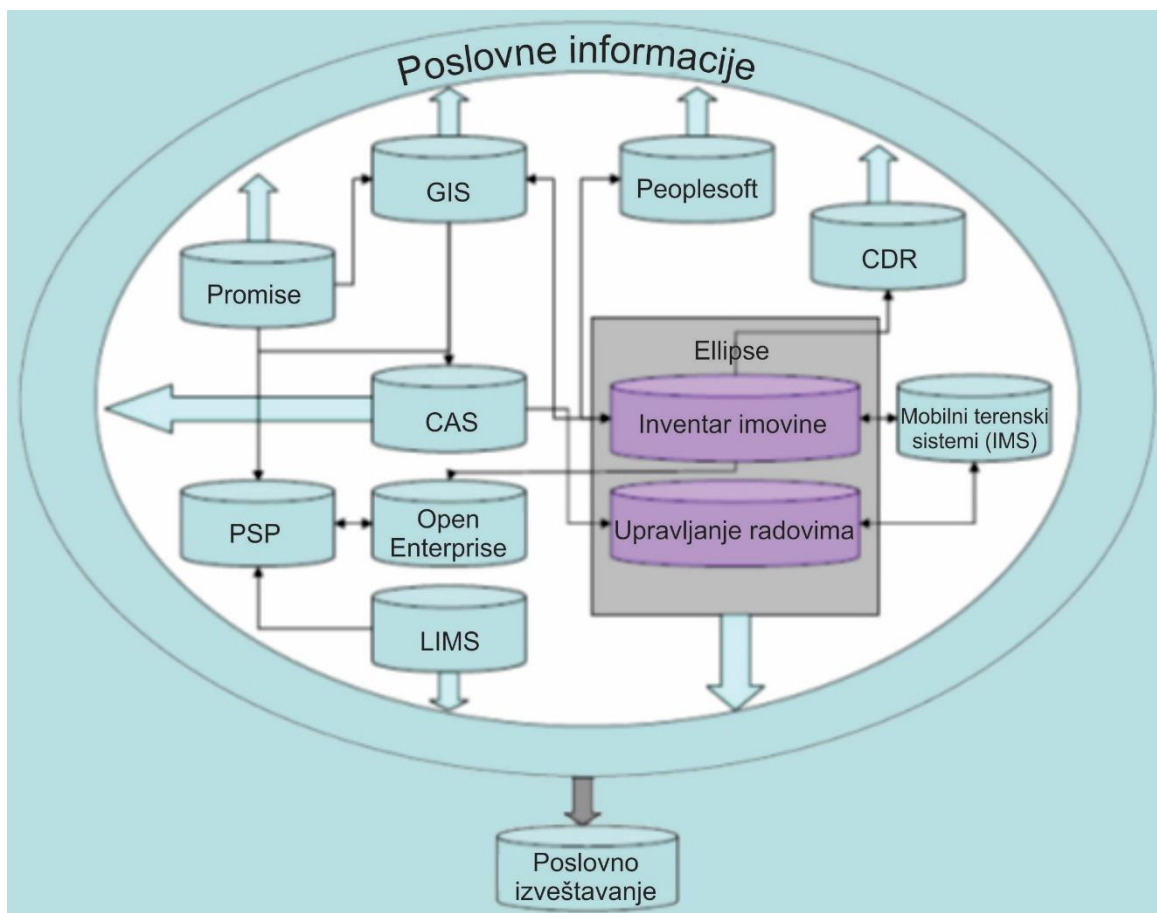 Poslovne informacije
GIS
Peoplesoft
CDR
Promise
Ellipse
CAS
Inventar imovine
Mobilni terenski
sistemi (IMS)
PSP
Open
Enterprise
Upravljanje radovima
LIMS
Poslovno
izveštavanje